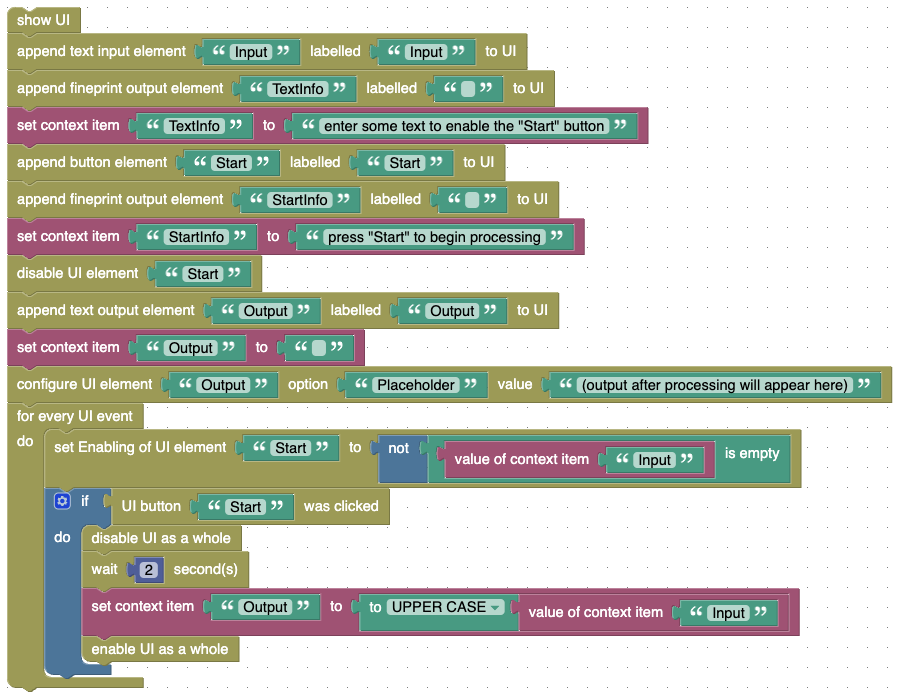 show UI
append text input element “ Input ” labelled “ Input ” to UI
append fineprint output element “ TextInfo ” labelled “ ” to UI
set context item “ TextInfo ” to “ enter some text to enable the "Start" button ”
append button element “ Start ” labelled “ Start ” to UI
append fineprint output element “ StartInfo ” labelled “ ” to UI
set context item “ StartInfo ” to “ press "Start" to begin processing ”
disable UI element “ Start ”
append text output element “ Output ” labelled “ Output ” to UI
set context item “ Output ” to “ ”
configure UI element “ Output ” option “ Placeholder ” value “ (output after processing will appear here) ”
for every UI event
do set Enabling of UI element “ Start ” to not value of context item “ Input ” is empty
if UI button “ Start ” was clicked
do disable UI as a whole
wait 2 second(s)
set context item “ Output ” to to UPPER CASE value of context item “ Input ”
enable UI as a whole